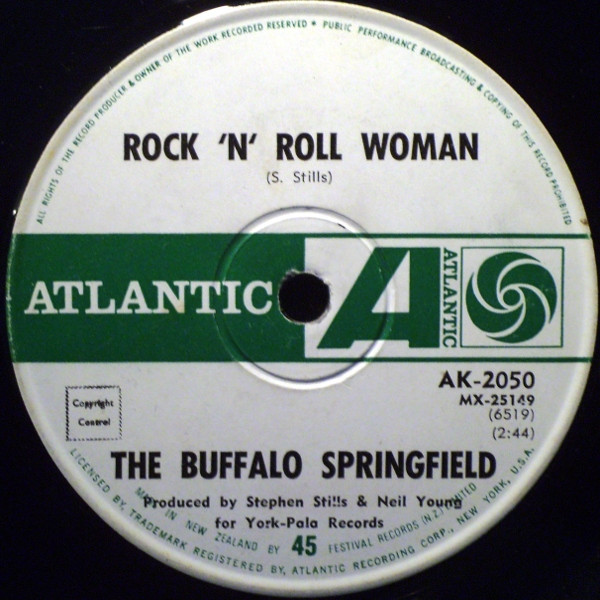 ALL RIGHTS OF THE RECORD PRODUCER & OWNER OF THE WORK RECORDED RESERVED * PUBLIC PERFORMANCE BROADCASTING & COPYING OF THIS RECORD PROHIBITED
ROCK 'N' ROLL WOMAN
(S. Stills)
ATLANTIC
A
ATLANTIC
AK-2050
MX-25149
(6519)
(2:44)
Copyright
Control
THE BUFFALO SPRINGFIELD
Produced by Stephen Stills & Neil Young
for York-Pala Records
MADE IN NEW ZEALAND BY FESTIVAL RECORDS (N.Z.) LIMITED
45
LICENSED BY, TRADEMARK REGISTERED BY, ATLANTIC RECORDING CORP., NEW YORK, U.S.A.